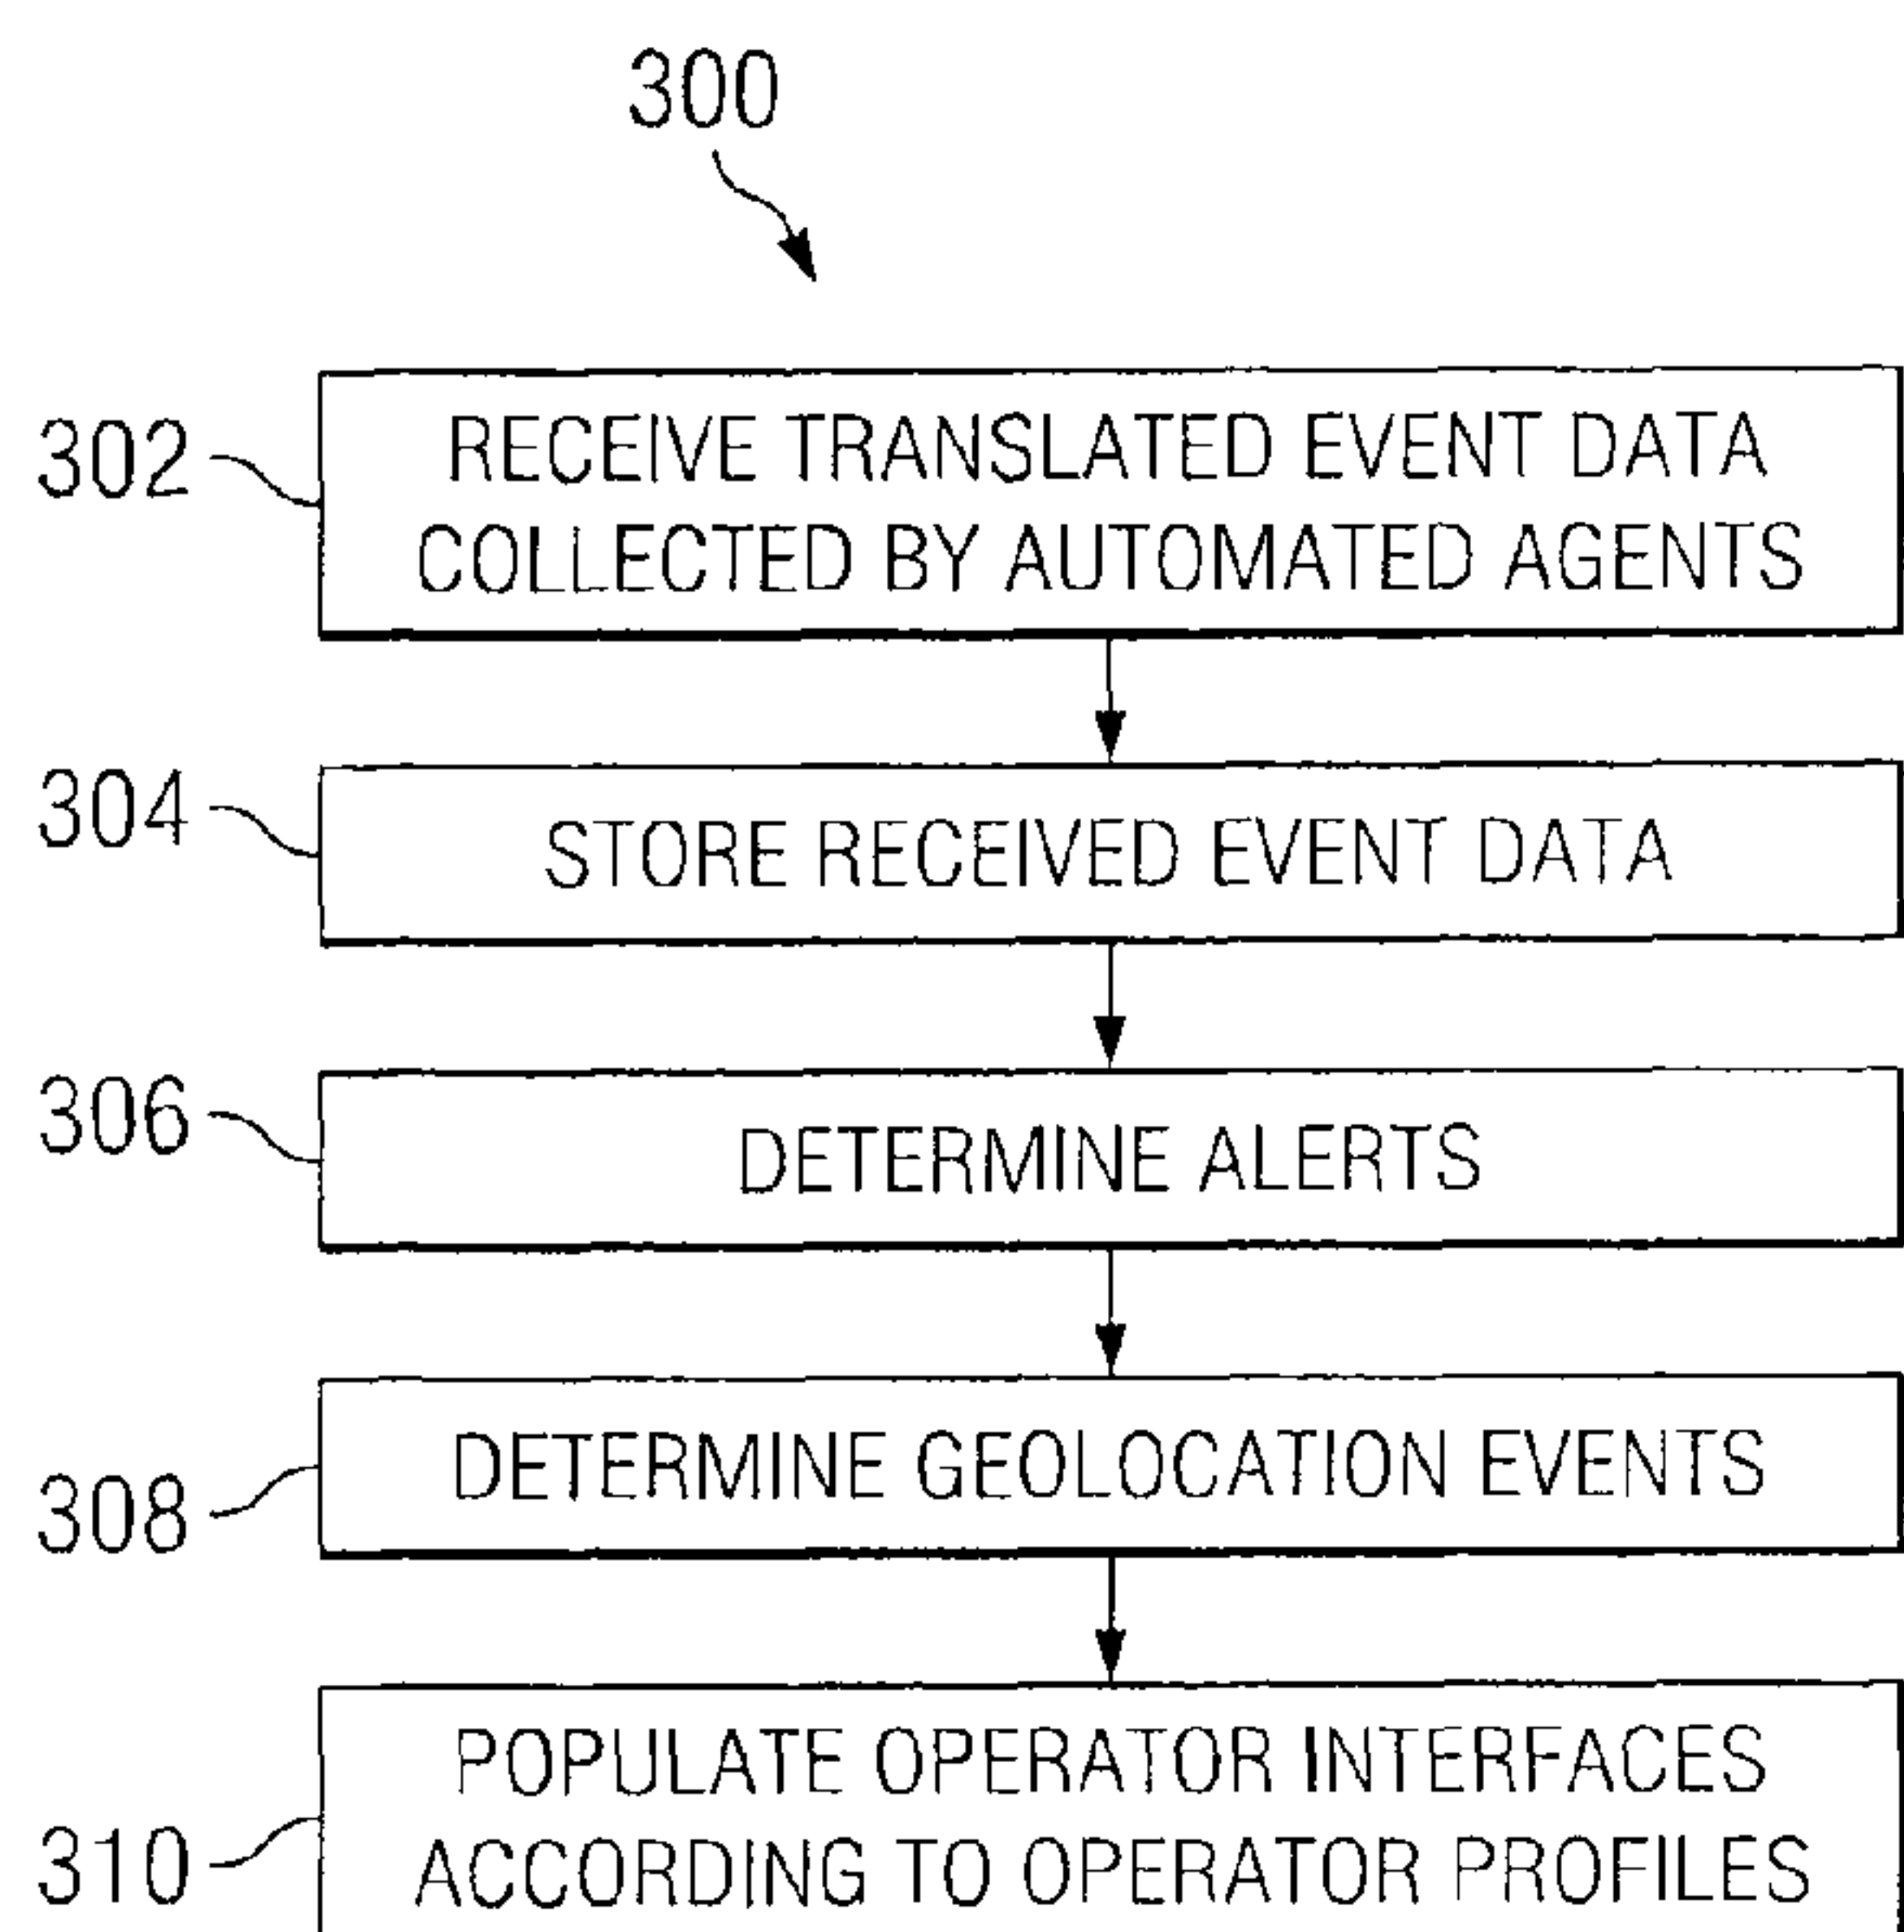 300
302
RECEIVE TRANSLATED EVENT DATA
COLLECTED BY AUTOMATED AGENTS
304
STORE RECEIVED EVENT DATA
306
DETERMINE ALERTS
308
DETERMINE GEOLOCATION EVENTS
310
POPULATE OPERATOR INTERFACES
ACCORDING TO OPERATOR PROFILES